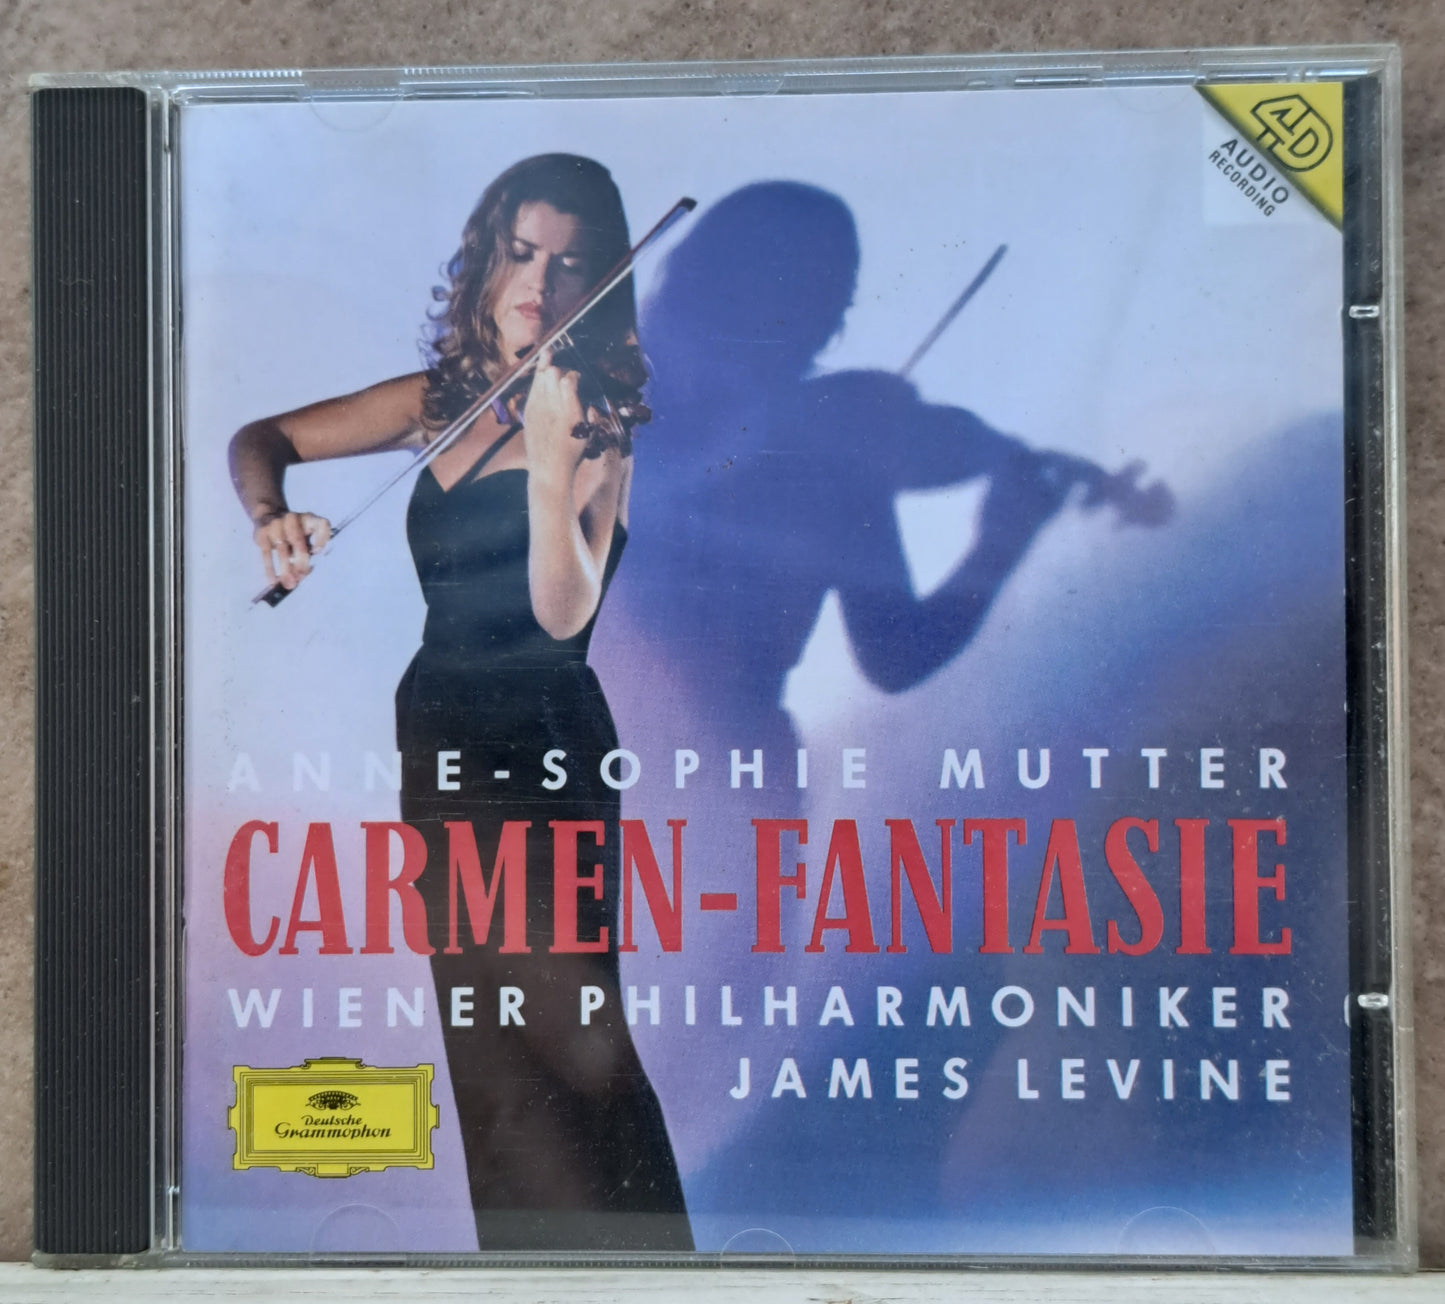 4D
AUDIO
RECORDING
ANNE-SOPHIE MUTTER
CARMEN-FANTASIE
WIENER PHILHARMONIKER
JAMES LEVINE
Deutsche
Grammophon